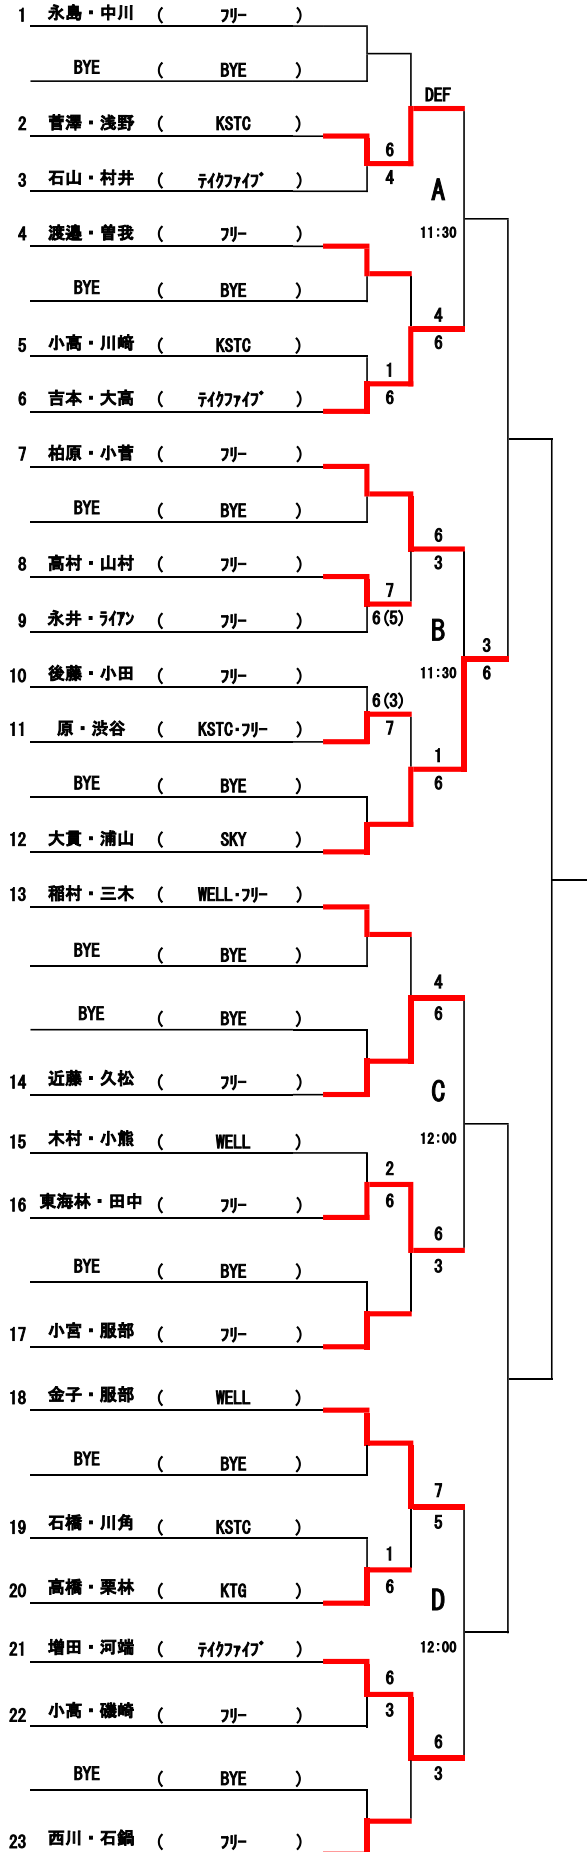 1 永島・中川 ( フリー )
BYE ( BYE )
DEF
2 菅澤・浅野 ( KSTC )
6
3 石山・村井 ( テイクファイブ )
4
A
4 渡邉・曽我 ( フリー )
11:30
BYE ( BYE )
4
5 小高・川崎 ( KSTC )
6
1
6 吉本・大高 ( テイクファイブ )
6
7 柏原・小菅 ( フリー )
BYE ( BYE )
6
8 高村・山村 ( フリー )
3
7
9 永井・ライアン ( フリー )
6(5)
B
3
10 後藤・小田 ( フリー )
11:30
6
6(3)
11 原・渋谷 ( KSTC・フリー )
7
1
BYE ( BYE )
6
12 大貫・浦山 ( SKY )
13 稲村・三木 ( WELL・フリー )
BYE ( BYE )
4
BYE ( BYE )
6
14 近藤・久松 ( フリー )
C
15 木村・小熊 ( WELL )
12:00
2
16 東海林・田中 ( フリー )
6
6
BYE ( BYE )
3
17 小宮・服部 ( フリー )
18 金子・服部 ( WELL )
BYE ( BYE )
7
19 石橋・川角 ( KSTC )
5
1
20 高橋・栗林 ( KTG )
6
D
21 増田・河端 ( テイクファイブ )
12:00
6
22 小高・磯崎 ( フリー )
3
6
BYE ( BYE )
3
23 西川・石鍋 ( フリー )